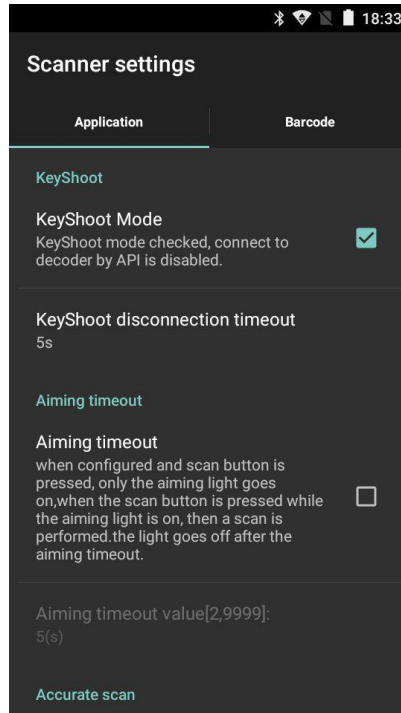 18:33
Scanner settings
Application
Barcode
KeyShoot
KeyShoot Mode
KeyShoot mode checked, connect to
decoder by API is disabled.
KeyShoot disconnection timeout
5s
Aiming timeout
Aiming timeout
when configured and scan button is
pressed, only the aiming light goes
on,when the scan button is pressed while
the aiming light is on, then a scan is
performed.the light goes off after the
aiming timeout.
Aiming timeout value[2,9999]:
5(s)
Accurate scan